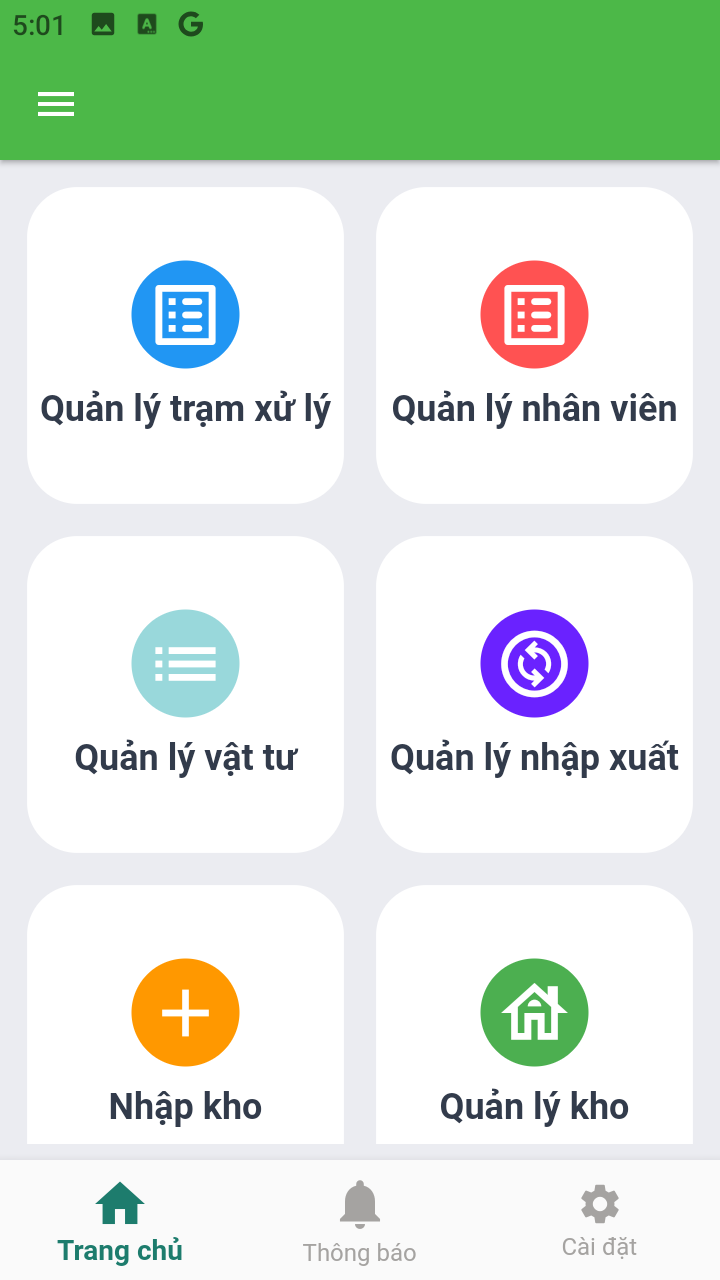 5:01
Quản lý trạm xử lý
Quản lý nhân viên
Quản lý vật tư
Quản lý nhập xuất
Nhập kho
Quản lý kho
Trang chủ
Thông báo
Cài đặt